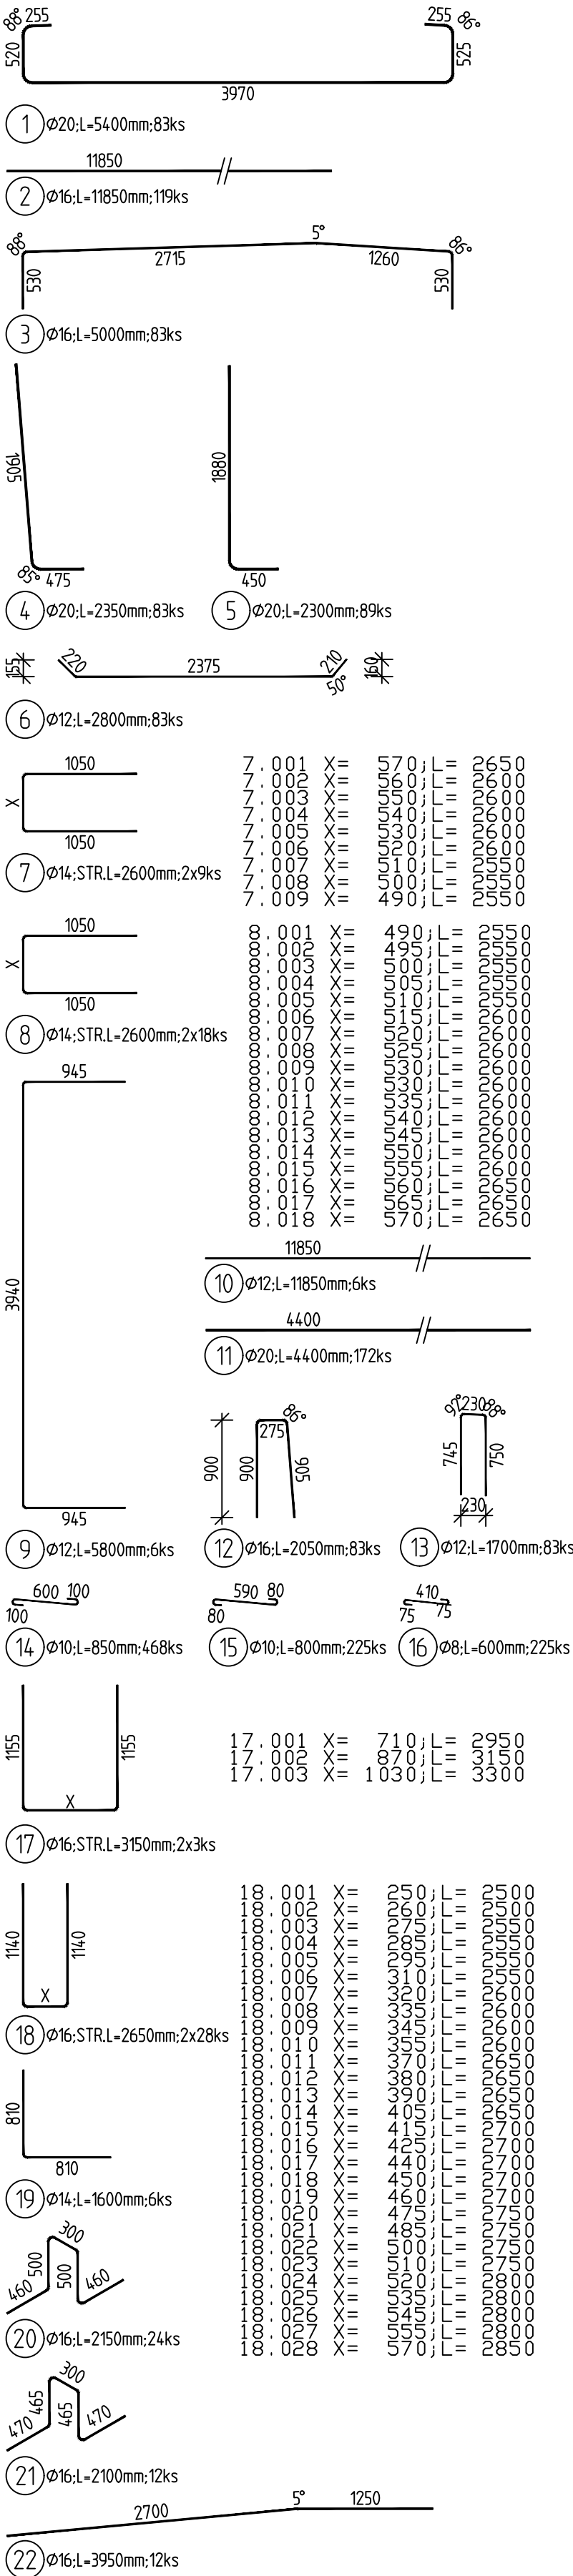 88° 255 255 86°
520 525
3970
1 Ø20;L=5400mm;83ks
11850
2 Ø16;L=11850mm;119ks
88° 5° 86°
2715 1260
530 530
3 Ø16;L=5000mm;83ks
1905 1880
85° 475 450
4 Ø20;L=2350mm;83ks 5 Ø20;L=2300mm;89ks
155 220 2375 210 160
50°
6 Ø12;L=2800mm;83ks
1050
X
1050
7 Ø14;STR.L=2600mm;2x9ks
7.001 X= 570;L= 2650
7.002 X= 560;L= 2600
7.003 X= 550;L= 2600
7.004 X= 540;L= 2600
7.005 X= 530;L= 2600
7.006 X= 520;L= 2600
7.007 X= 510;L= 2550
7.008 X= 500;L= 2550
7.009 X= 490;L= 2550
1050
X
1050
8 Ø14;STR.L=2600mm;2x18ks
8.001 X= 490;L= 2550
8.002 X= 495;L= 2550
8.003 X= 500;L= 2550
8.004 X= 505;L= 2550
8.005 X= 510;L= 2550
8.006 X= 515;L= 2600
8.007 X= 520;L= 2600
8.008 X= 525;L= 2600
8.009 X= 530;L= 2600
8.010 X= 530;L= 2600
8.011 X= 535;L= 2600
8.012 X= 540;L= 2600
8.013 X= 545;L= 2600
8.014 X= 550;L= 2600
8.015 X= 555;L= 2600
8.016 X= 560;L= 2650
8.017 X= 565;L= 2650
8.018 X= 570;L= 2650
945
3940
945
9 Ø12;L=5800mm;6ks
11850
10 Ø12;L=11850mm;6ks
4400
11 Ø20;L=4400mm;172ks
86°
275
900 900 905
12 Ø16;L=2050mm;83ks
92° 230 88°
745 750
230
13 Ø12;L=1700mm;83ks
600 100
100
14 Ø10;L=850mm;468ks
590 80
80
15 Ø10;L=800mm;225ks
410
75 75
16 Ø8;L=600mm;225ks
1155 1155
X
17 Ø16;STR.L=3150mm;2x3ks
17.001 X= 710;L= 2950
17.002 X= 870;L= 3150
17.003 X= 1030;L= 3300
1140 1140
X
18 Ø16;STR.L=2650mm;2x28ks
18.001 X= 250;L= 2500
18.002 X= 260;L= 2500
18.003 X= 275;L= 2550
18.004 X= 285;L= 2550
18.005 X= 295;L= 2550
18.006 X= 310;L= 2550
18.007 X= 320;L= 2600
18.008 X= 335;L= 2600
18.009 X= 345;L= 2600
18.010 X= 355;L= 2600
18.011 X= 370;L= 2650
18.012 X= 380;L= 2650
18.013 X= 390;L= 2650
18.014 X= 405;L= 2650
18.015 X= 415;L= 2700
18.016 X= 425;L= 2700
18.017 X= 440;L= 2700
18.018 X= 450;L= 2700
18.019 X= 460;L= 2700
18.020 X= 475;L= 2750
18.021 X= 485;L= 2750
18.022 X= 500;L= 2750
18.023 X= 510;L= 2750
18.024 X= 520;L= 2800
18.025 X= 535;L= 2800
18.026 X= 545;L= 2800
18.027 X= 555;L= 2800
18.028 X= 570;L= 2850
810
810
19 Ø14;L=1600mm;6ks
300
500 500
460 460
20 Ø16;L=2150mm;24ks
300
465 465
470 470
21 Ø16;L=2100mm;12ks
2700 5° 1250
22 Ø16;L=3950mm;12ks